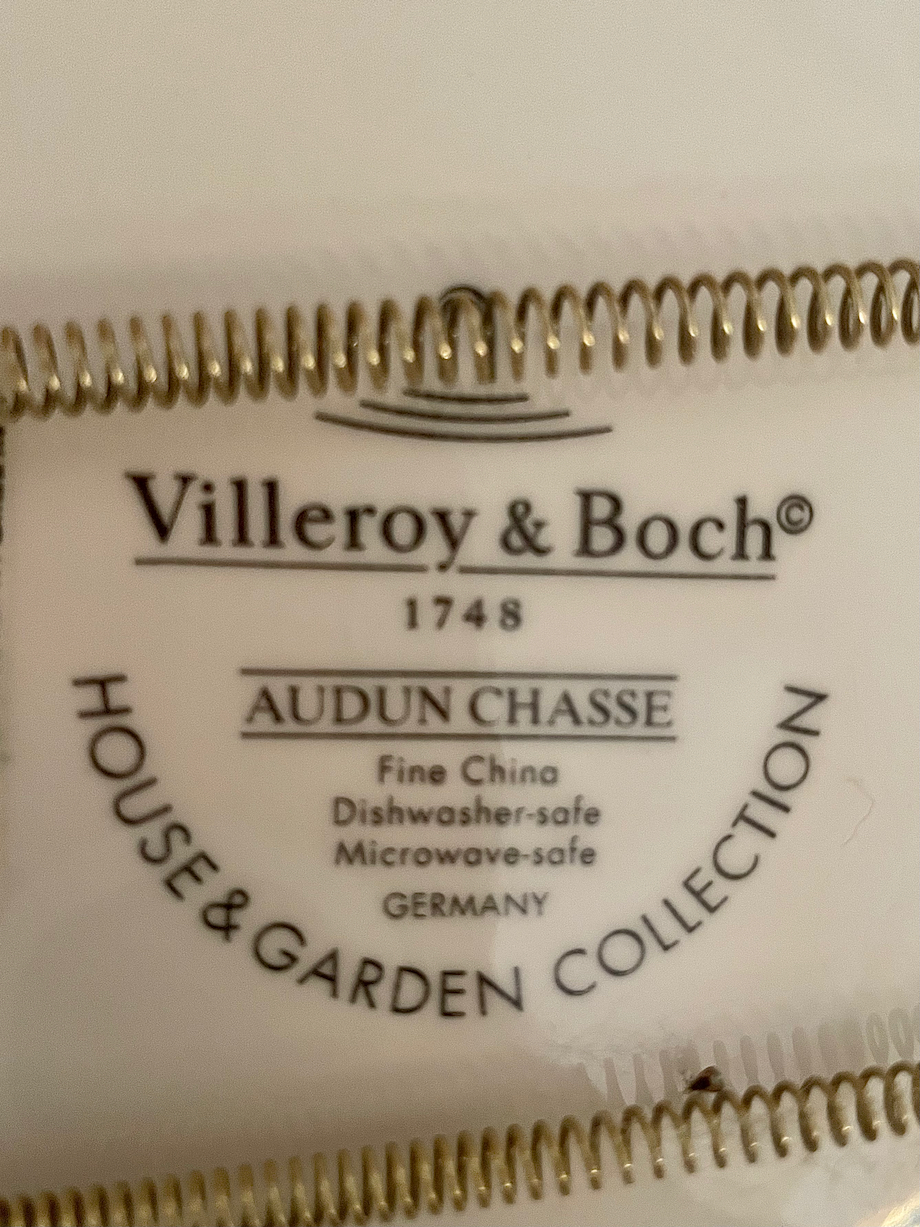 Villeroy & Boch©
1748
AUDUN CHASSE
Fine China
Dishwasher-safe
Microwave-safe
GERMANY
HOUSE & GARDEN COLLECTION